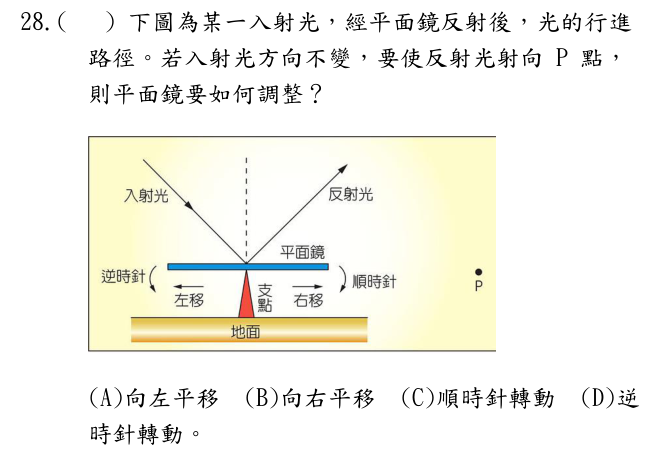 28.(　　)下圖為某一入射光，經平面鏡反射後，光的行進
路徑。若入射光方向不變，要使反射光射向 P 點，
則平面鏡要如何調整？
入射光
反射光
平面鏡
逆時針
順時針
左移
支點
右移
P
地面
(A)向左平移　(B)向右平移　(C)順時針轉動　(D)逆
時針轉動。